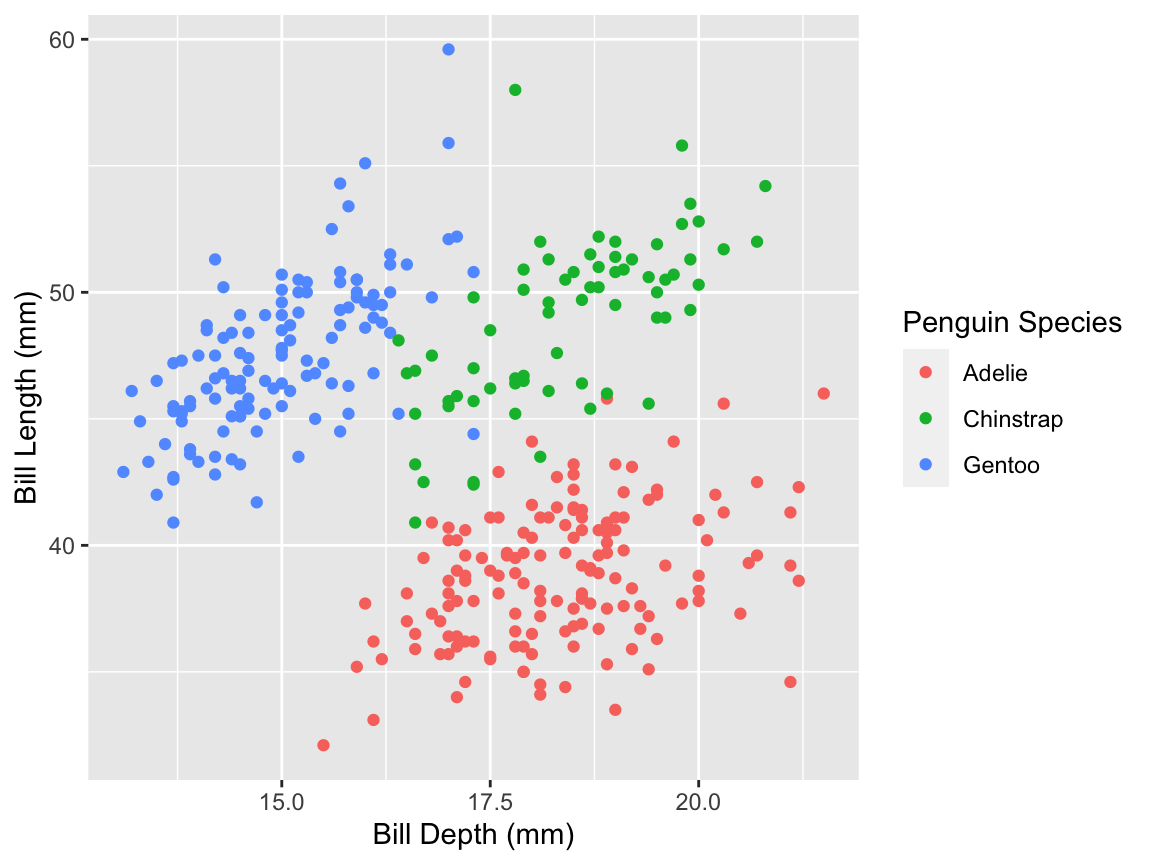 60
50
40
Bill Length (mm)
15.0 17.5 20.0
Bill Depth (mm)
Penguin Species
Adelie
Chinstrap
Gentoo